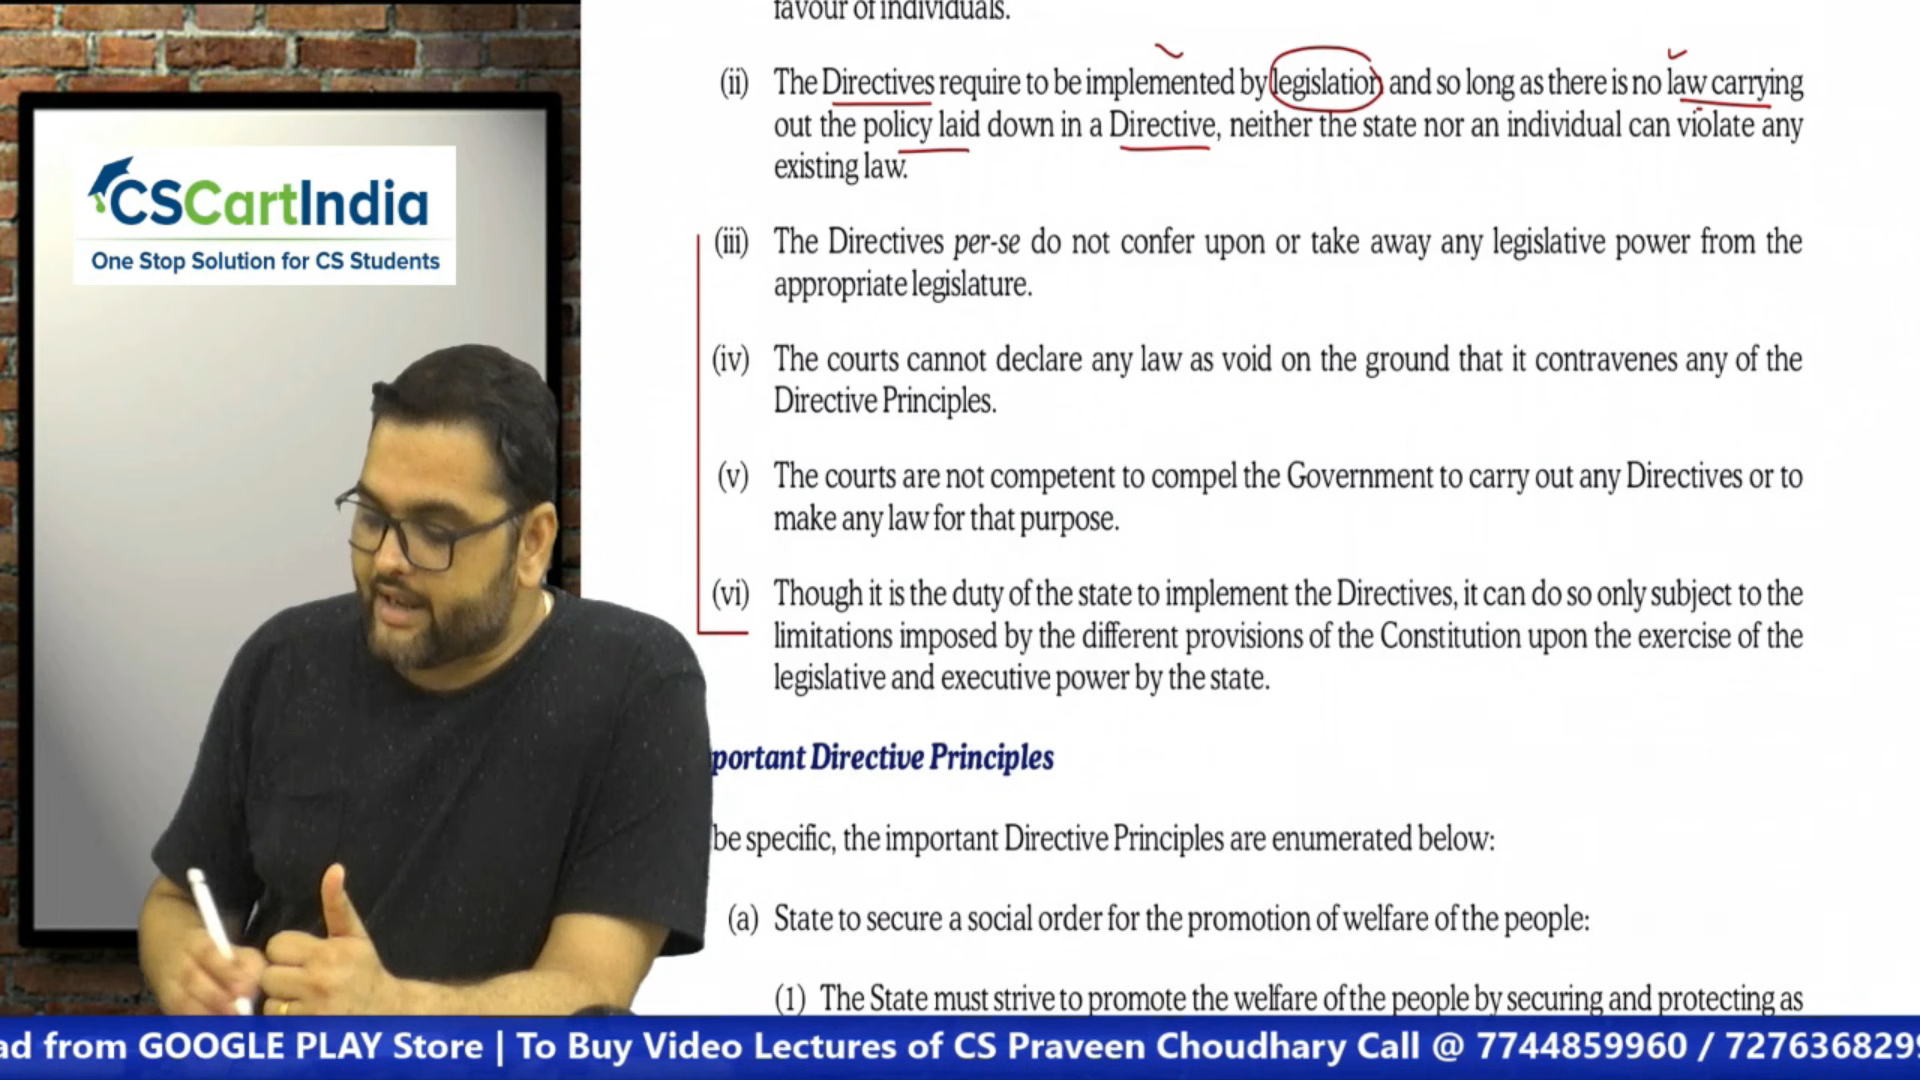 favour of individuals.
(ii) The Directives require to be implemented by legislation and so long as there is no law carrying
out the policy laid down in a Directive, neither the state nor an individual can violate any
existing law.
(iii) The Directives per-se do not confer upon or take away any legislative power from the
appropriate legislature.
(iv) The courts cannot declare any law as void on the ground that it contravenes any of the
Directive Principles.
(v) The courts are not competent to compel the Government to carry out any Directives or to
make any law for that purpose.
(vi) Though it is the duty of the state to implement the Directives, it can do so only subject to the
limitations imposed by the different provisions of the Constitution upon the exercise of the
legislative and executive power by the state.
portant Directive Principles
be specific, the important Directive Principles are enumerated below:
(a) State to secure a social order for the promotion of welfare of the people:
(1) The State must strive to promote the welfare of the people by securing and protecting as
CSCartIndia
One Stop Solution for CS Students
ad from GOOGLE PLAY Store | To Buy Video Lectures of CS Praveen Choudhary Call @ 7744859960 / 727636829